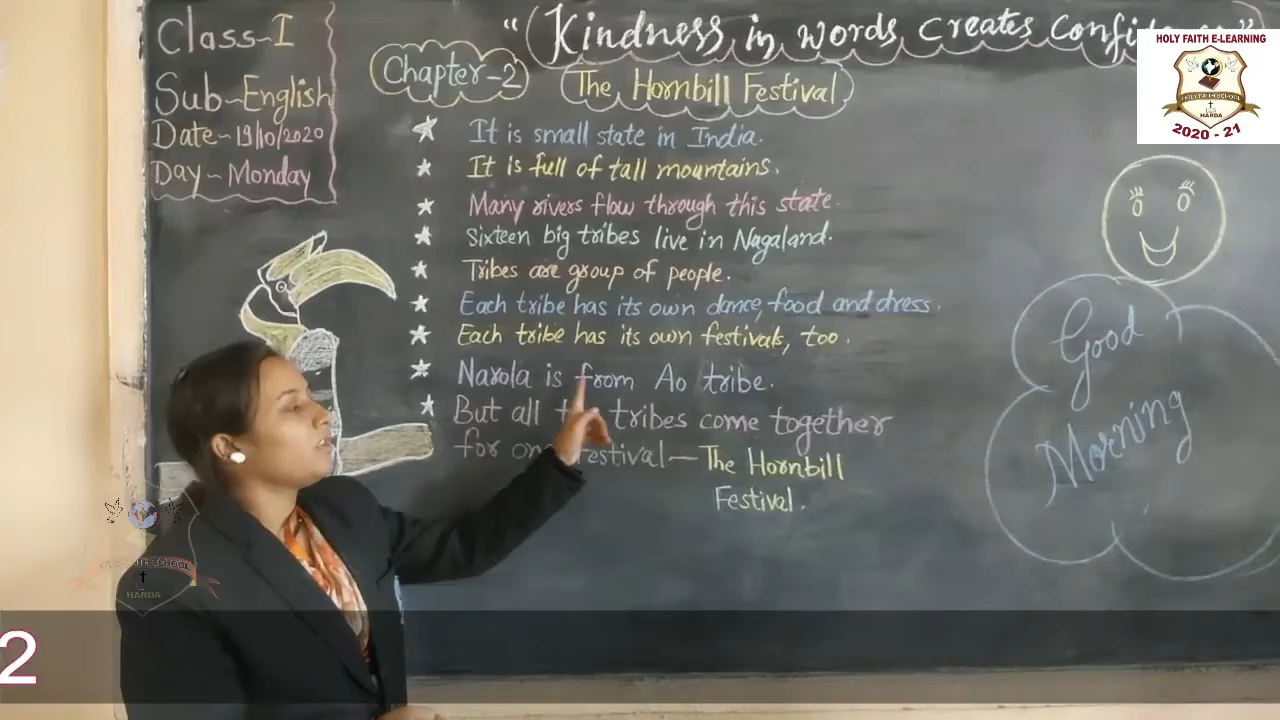 Class-I
Sub-English
Date-19/10/2020
Day-Monday
"Kindness in words creates
Chapter-2
The Hornbill Festival
It is small state in India.
It is full of tall mountains.
Many rivers flow through this state.
Sixteen big tribes live in Nagaland.
Tribes are group of people.
Each tribe has its own dance, food and dress.
Each tribe has its own festivals, too.
Narola is from Ao tribe.
But all tribes come together
for festival- The Hornbill
Festival.
Good
Morning
HOLY FAITH E-LEARNING
HOLY FAITH SCHOOL
HARDA
2020 - 21
HARDA
2